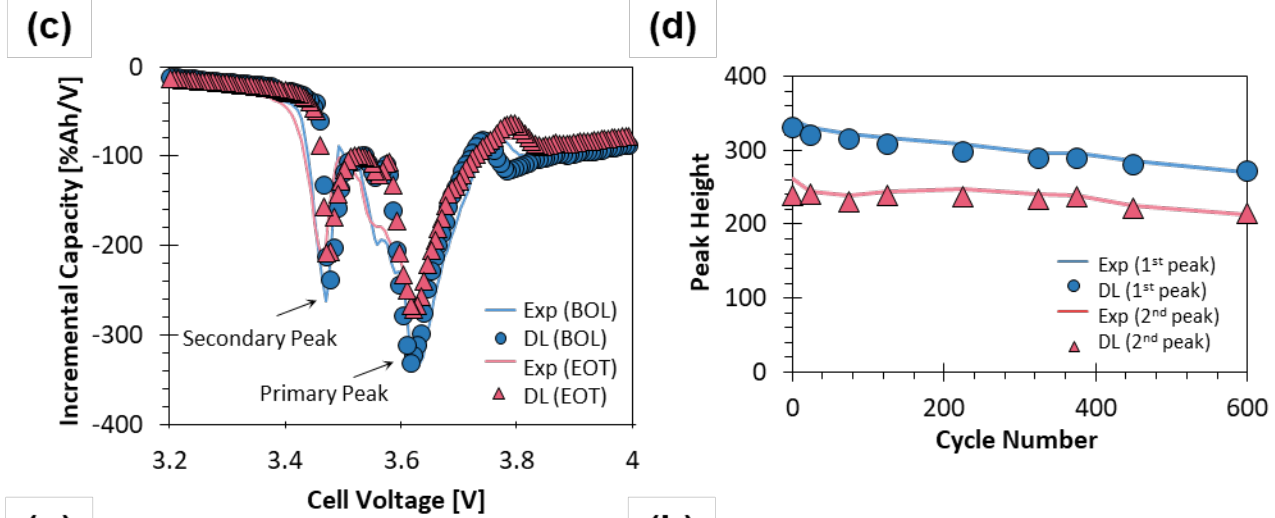 (c)
0
-100
-200
-300
-400
Incremental Capacity [%Ah/V]
Secondary Peak
Primary Peak
Exp (BOL)
DL (BOL)
Exp (EOT)
DL (EOT)
3.2 3.4 3.6 3.8 4
Cell Voltage [V]
(d)
400
300
200
100
0
Peak Height
Exp (1st peak)
DL (1st peak)
Exp (2nd peak)
DL (2nd peak)
0 200 400 600
Cycle Number